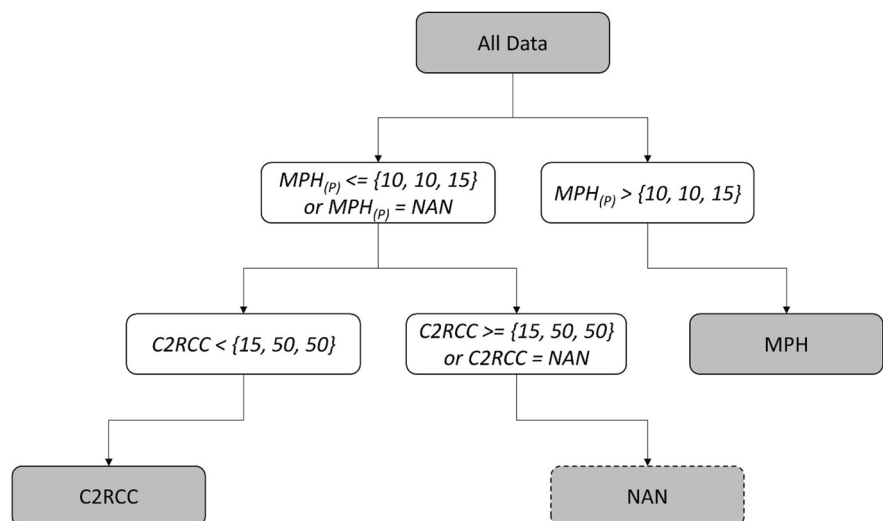 All Data
MPH(P) <= {10, 10, 15}
or MPH(P) = NAN
MPH(P) > {10, 10, 15}
C2RCC < {15, 50, 50}
C2RCC >= {15, 50, 50}
or C2RCC = NAN
MPH
C2RCC
NAN